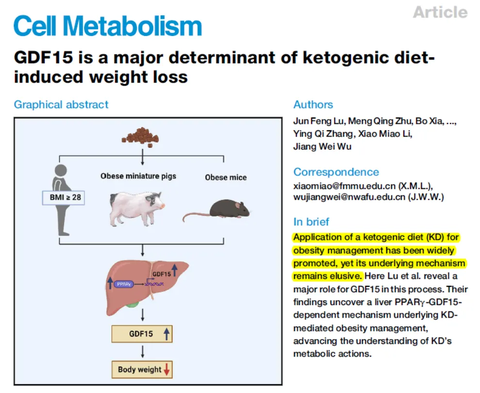 Article
Cell Metabolism
GDF15 is a major determinant of ketogenic diet-
induced weight loss
Graphical abstract
BMI ≥ 28
Obese miniature pigs
Obese mice
GDF15
PPARγ
GDF15
Body weight
Authors
Jun Feng Lu, Meng Qing Zhu, Bo Xia, ...,
Ying Qi Zhang, Xiao Miao Li,
Jiang Wei Wu
Correspondence
xiaomiao@fmmu.edu.cn (X.M.L.),
wujiangwei@nwafu.edu.cn (J.W.W.)
In brief
Application of a ketogenic diet (KD) for
obesity management has been widely
promoted, yet its underlying mechanism
remains elusive. Here Lu et al. reveal a
major role for GDF15 in this process. Their
findings uncover a liver PPARγ-GDF15-
dependent mechanism underlying KD-
mediated obesity management,
advancing the understanding of KD's
metabolic actions.